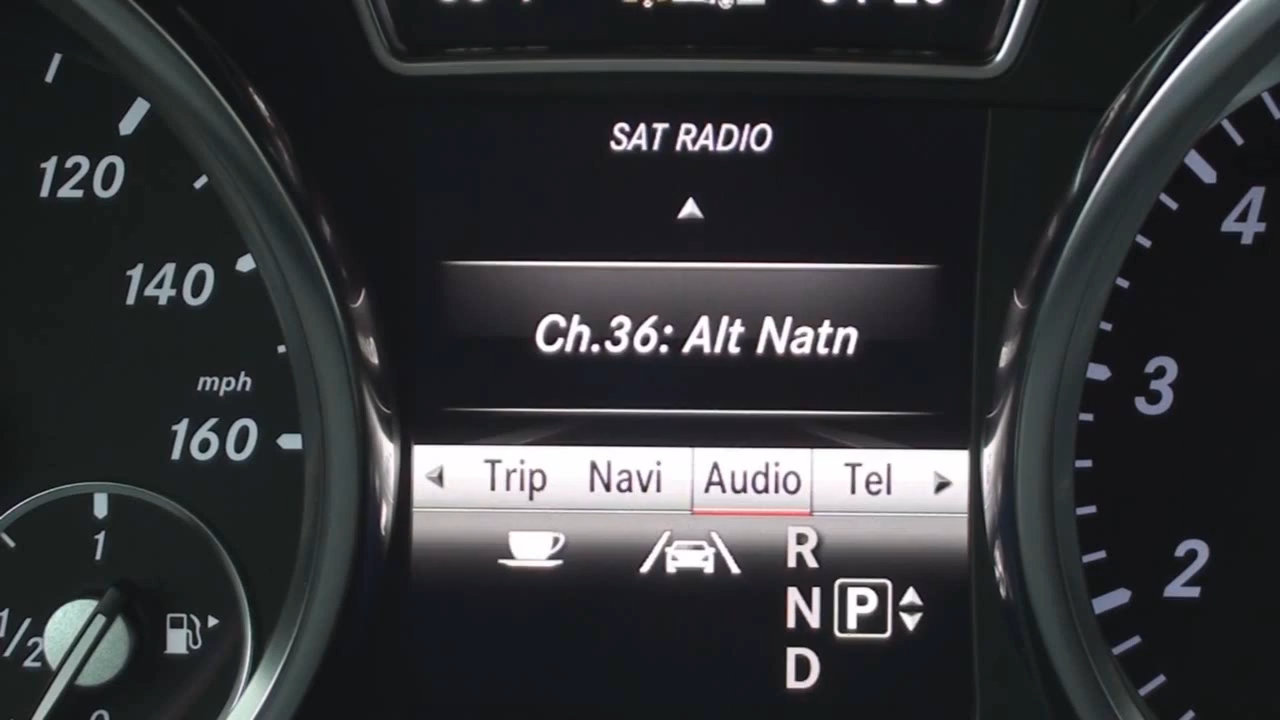 SAT RADIO
Ch.36: Alt Natn
Trip Navi Audio Tel
R
N P
D
120
140
mph
160
1
1/2
0
4
3
2